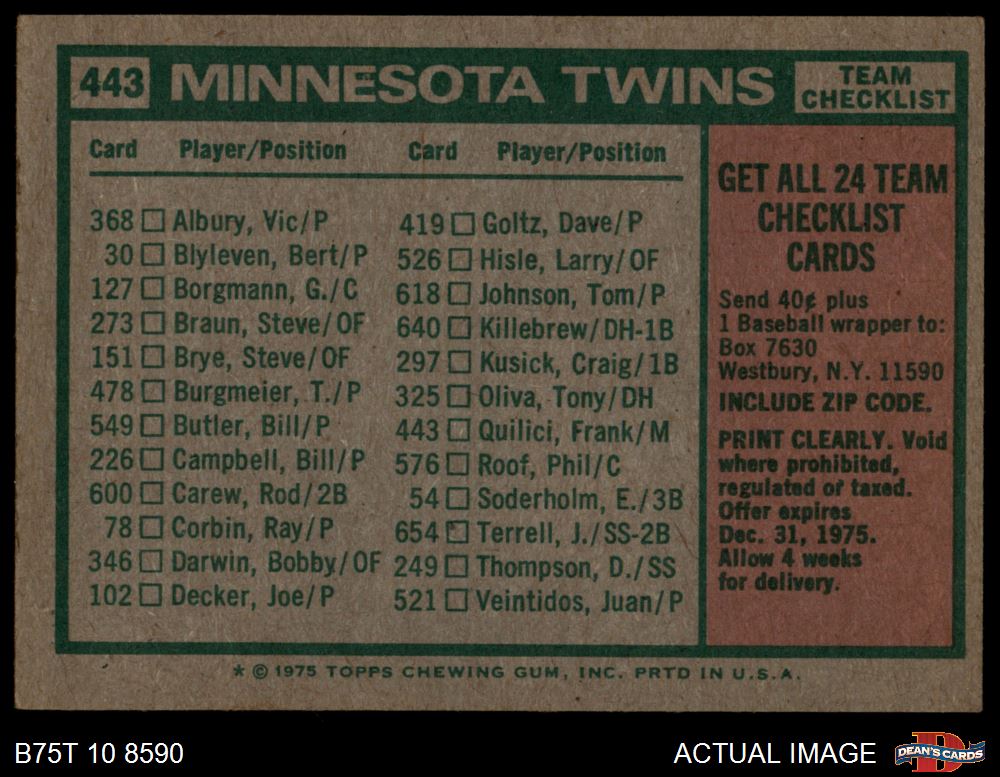 443 MINNESOTA TWINS TEAM CHECKLIST
Card Player/Position Card Player/Position
368 □ Albury, Vic/P
30 □ Blyleven, Bert/P
127 □ Borgmann, G./C
273 □ Braun, Steve/OF
151 □ Brye, Steve/OF
478 □ Burgmeier, T./P
549 □ Butler, Bill/P
226 □ Campbell, Bill/P
600 □ Carew, Rod/2B
78 □ Corbin, Ray/P
346 □ Darwin, Bobby/OF
102 □ Decker, Joe/P
419 □ Goltz, Dave/P
526 □ Hisle, Larry/OF
618 □ Johnson, Tom/P
640 □ Killebrew/DH-1B
297 □ Kusick, Craig/1B
325 □ Oliva, Tony/DH
443 □ Quilici, Frank/M
576 □ Roof, Phil/C
54 □ Soderholm, E./3B
654 □ Terrell, J./SS-2B
249 □ Thompson, D./SS
521 □ Veintidos, Juan/P
GET ALL 24 TEAM
CHECKLIST
CARDS
Send 40¢ plus
1 Baseball wrapper to:
Box 7630
Westbury, N.Y. 11590
INCLUDE ZIP CODE.
PRINT CLEARLY. Void
where prohibited,
regulated or taxed.
Offer expires
Dec. 31, 1975.
Allow 4 weeks
for delivery.
* © 1975 TOPPS CHEWING GUM, INC. PRTD IN U.S.A.
B75T 10 8590
ACTUAL IMAGE
D
DEAN'S CARDS